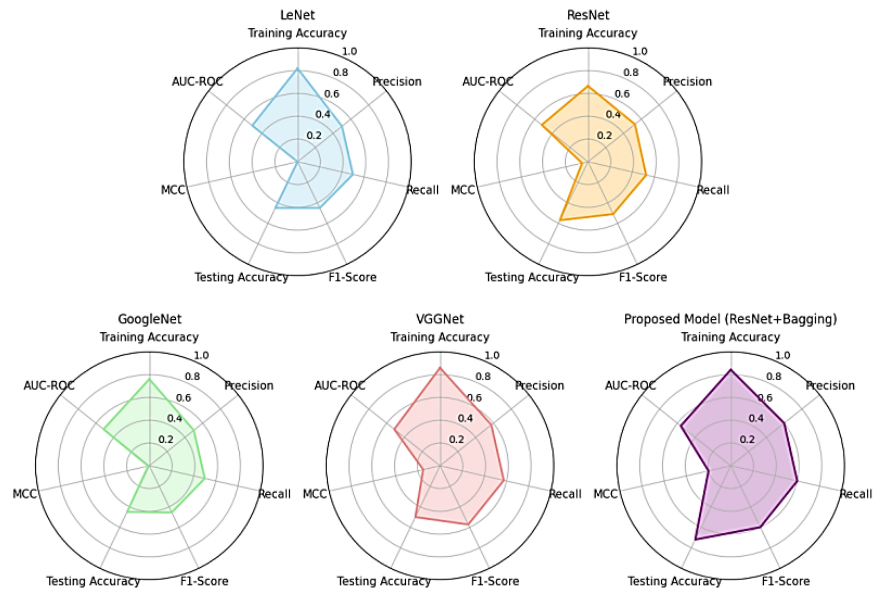 LeNet
Training Accuracy
1.0
0.8
0.6
0.4
0.2
AUC-ROC
Precision
MCC
Recall
Testing Accuracy
F1-Score
ResNet
Training Accuracy
1.0
0.8
0.6
0.4
0.2
AUC-ROC
Precision
MCC
Recall
Testing Accuracy
F1-Score
GoogleNet
Training Accuracy
1.0
0.8
0.6
0.4
0.2
AUC-ROC
Precision
MCC
Recall
Testing Accuracy
F1-Score
VGGNet
Training Accuracy
1.0
0.8
0.6
0.4
0.2
AUC-ROC
Precision
MCC
Recall
Testing Accuracy
F1-Score
Proposed Model (ResNet+Bagging)
Training Accuracy
1.0
0.8
0.6
0.4
0.2
AUC-ROC
Precision
MCC
Recall
Testing Accuracy
F1-Score